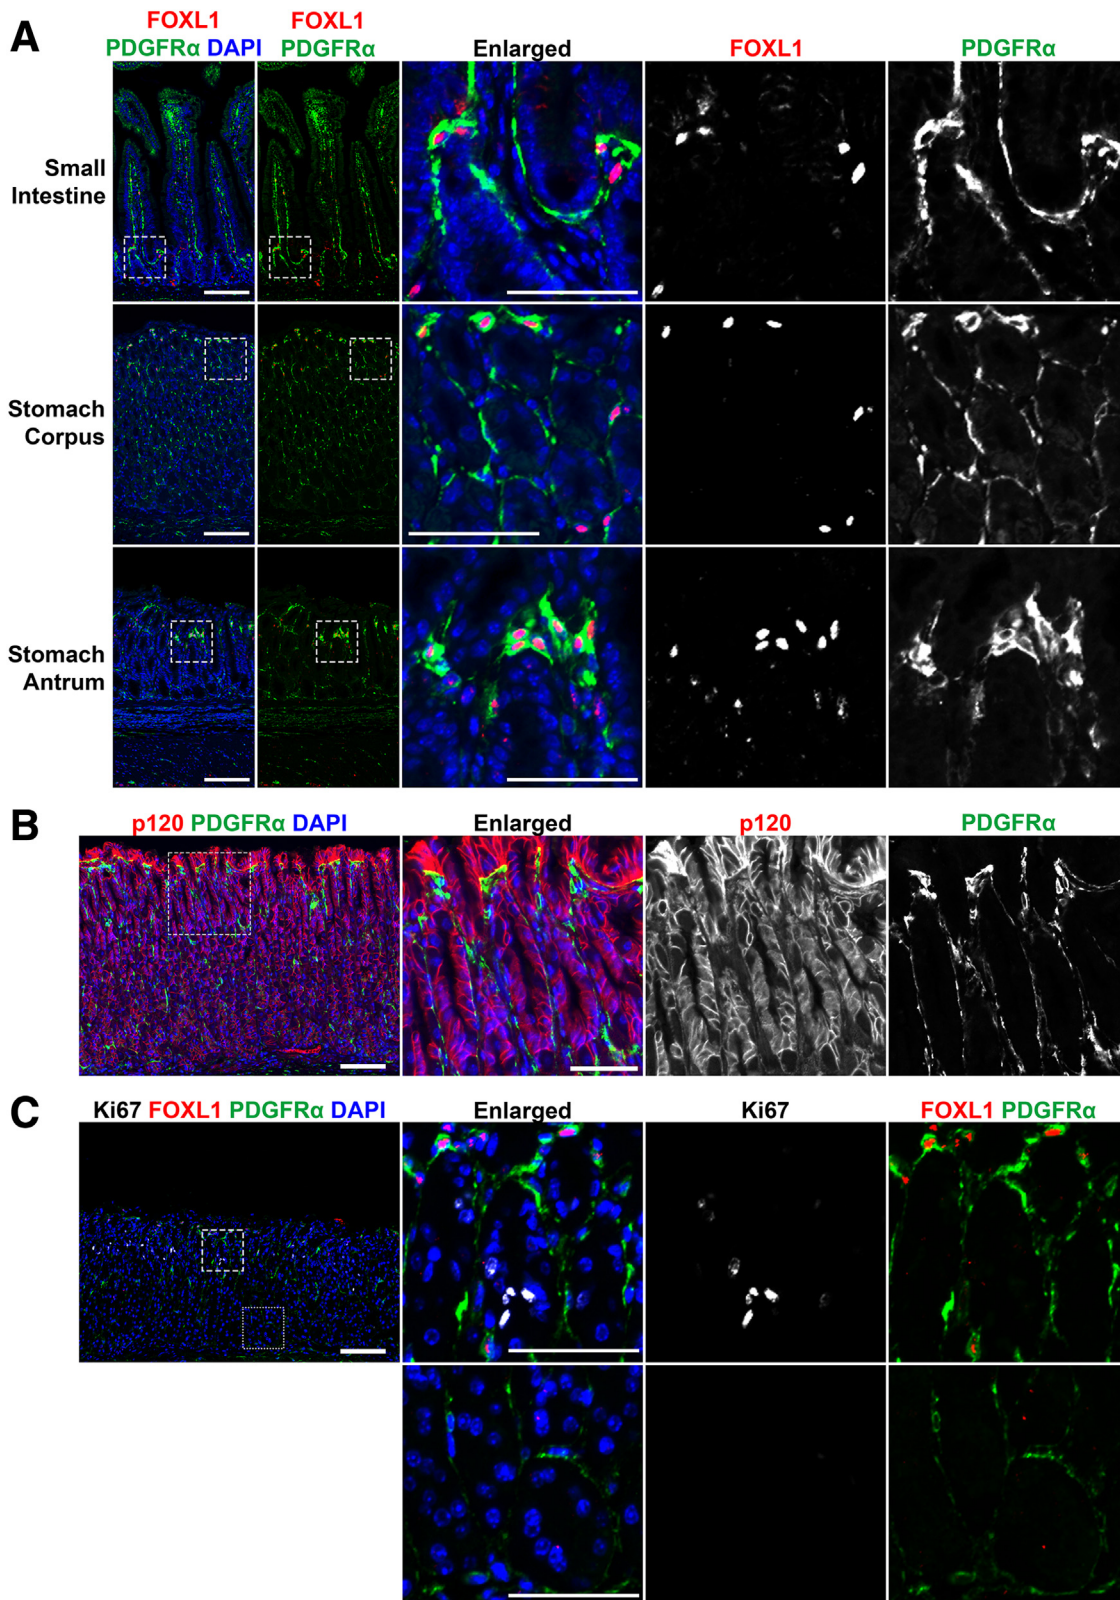 A
FOXL1
PDGFRα DAPI
FOXL1
PDGFRα
Enlarged
FOXL1
PDGFRα
Small
Intestine
Stomach
Corpus
Stomach
Antrum
B
p120 PDGFRα DAPI
Enlarged
p120
PDGFRα
C
Ki67 FOXL1 PDGFRα DAPI
Enlarged
Ki67
FOXL1 PDGFRα